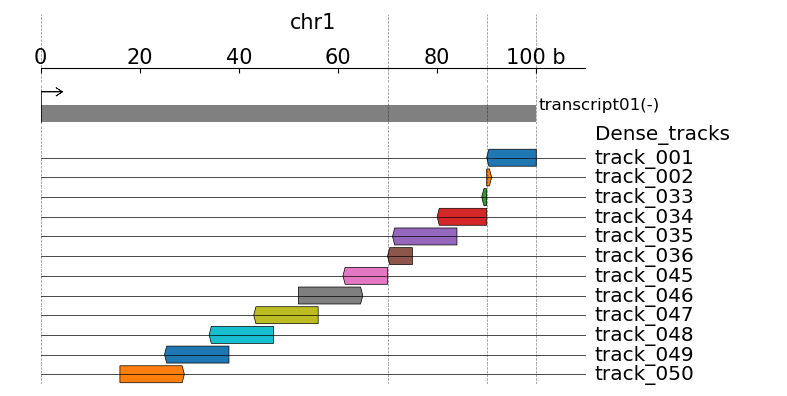 chr1
0 20 40 60 80 100 b
transcript01(-)
Dense_tracks
track_001
track_002
track_033
track_034
track_035
track_036
track_045
track_046
track_047
track_048
track_049
track_050